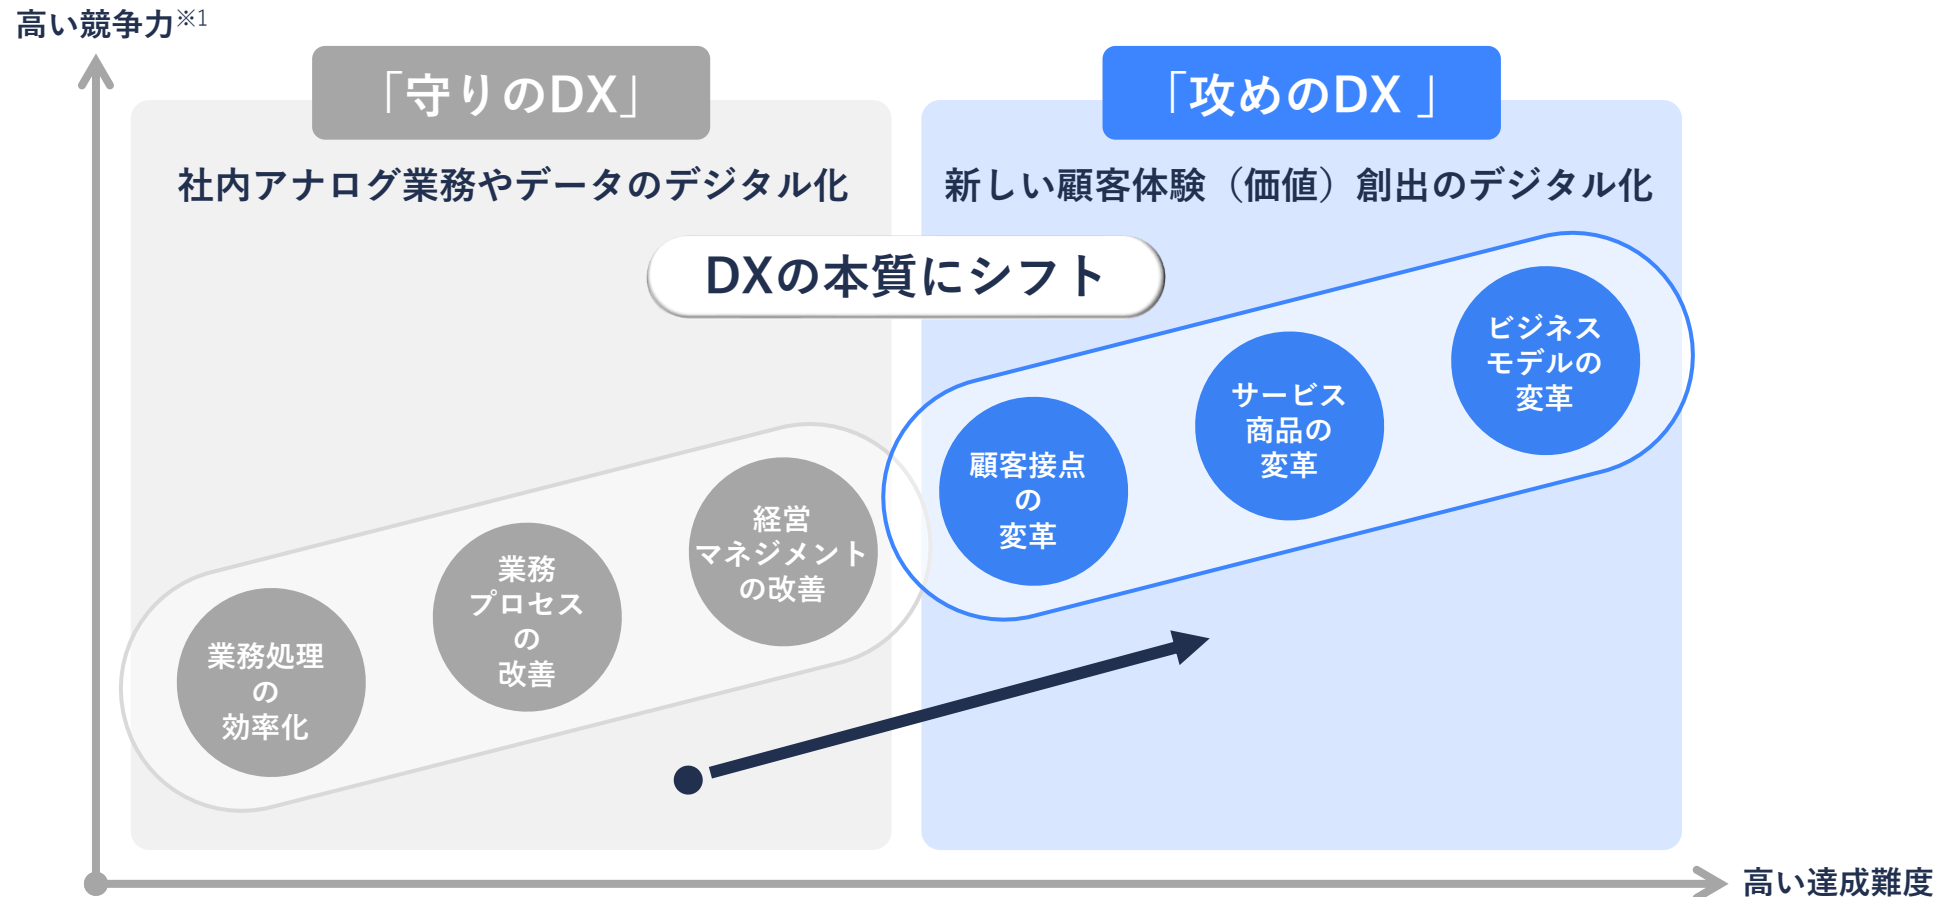 高い競争力※1
「守りのDX」
社内アナログ業務やデータのデジタル化
「攻めのDX 」
新しい顧客体験（価値）創出のデジタル化
DXの本質にシフト
業務処理
の
効率化
業務
プロセス
の
改善
経営
マネジメント
の改善
顧客接点
の
変革
サービス
商品の
変革
ビジネス
モデルの
変革
高い達成難度